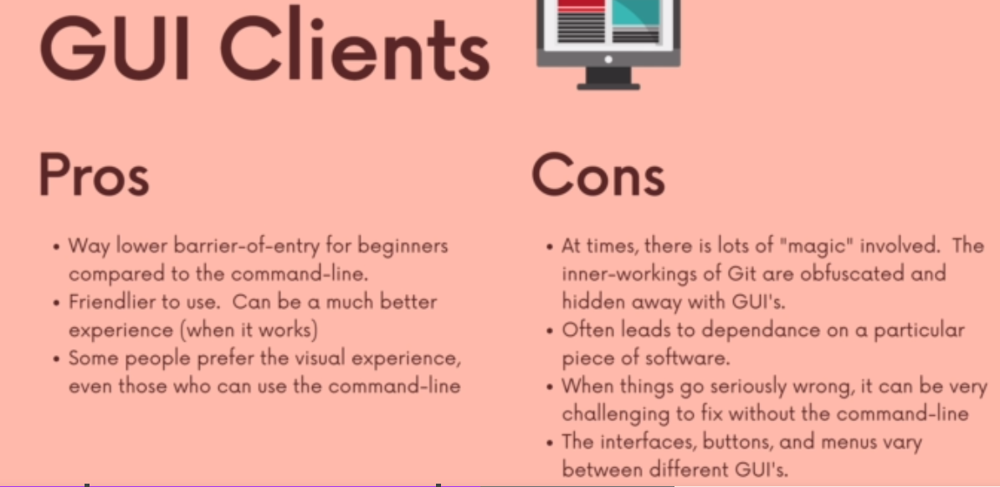 GUI Clients
Pros
• Way lower barrier-of-entry for beginners
compared to the command-line.
• Friendlier to use.  Can be a much better
experience (when it works)
• Some people prefer the visual experience,
even those who can use the command-line
Cons
• At times, there is lots of "magic" involved.  The
inner-workings of Git are obfuscated and
hidden away with GUI's.
• Often leads to dependance on a particular
piece of software.
• When things go seriously wrong, it can be very
challenging to fix without the command-line
• The interfaces, buttons, and menus vary
between different GUI's.